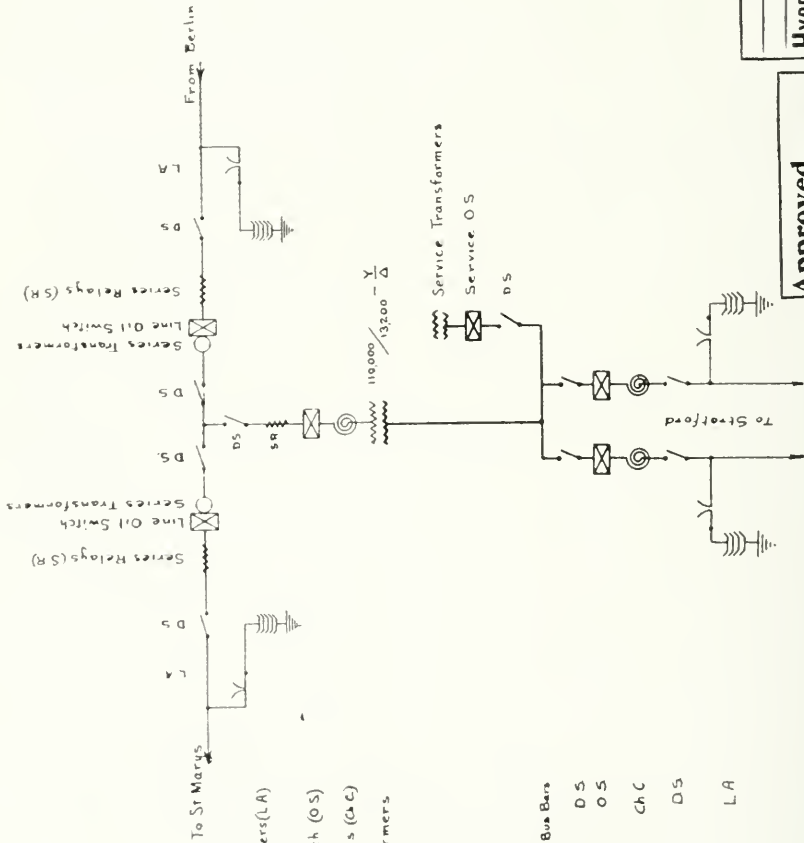 From Berlin
LA
DS
Series Relays (SR)
Line Oil Switch
Series Transformers
DS
DS.
Series Transformers
Line Oil Switch
Series Relays (SR)
DS
LA
To St Marys
DS
SR
110,000/13,200 - Y/Δ
Service Transformers
Service OS
DS
To Stratford
ers(LA)
h (OS)
s (ChC)
rmers
Bus Bars
DS
OS
ChC
DS
LA
Approved